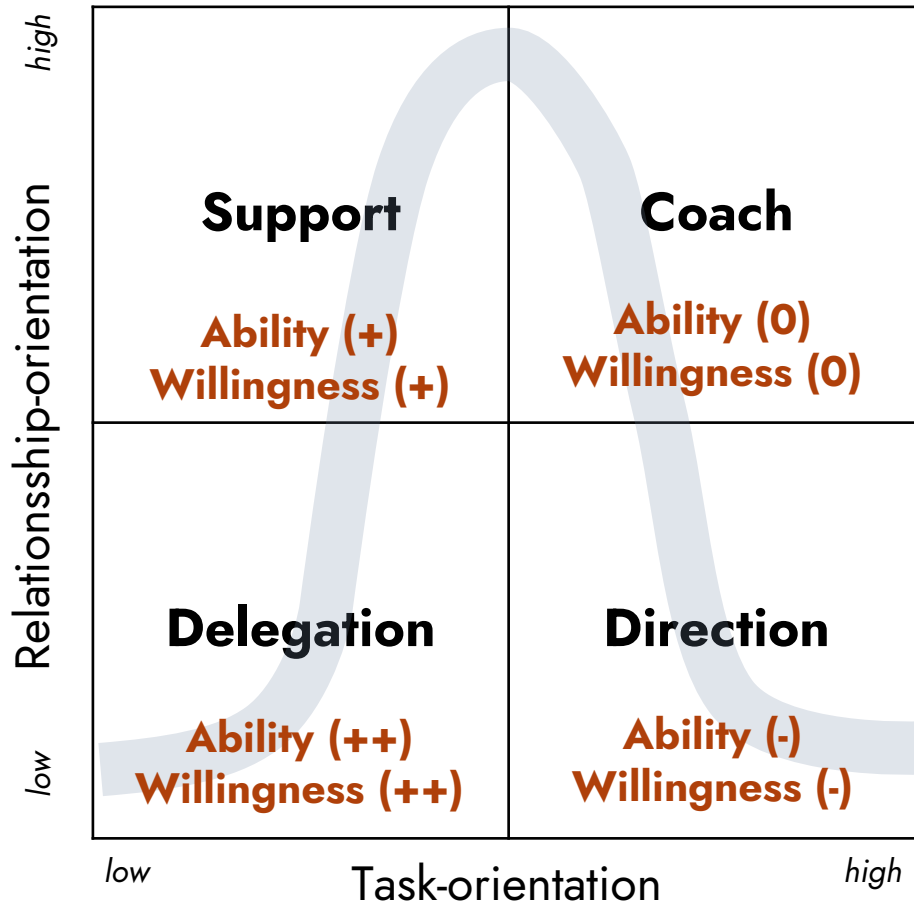 high
Relationsship-orientation
low
Support
Ability (+)
Willingness (+)
Coach
Ability (0)
Willingness (0)
Delegation
Ability (++)
Willingness (++)
Direction
Ability (-)
Willingness (-)
low
Task-orientation
high